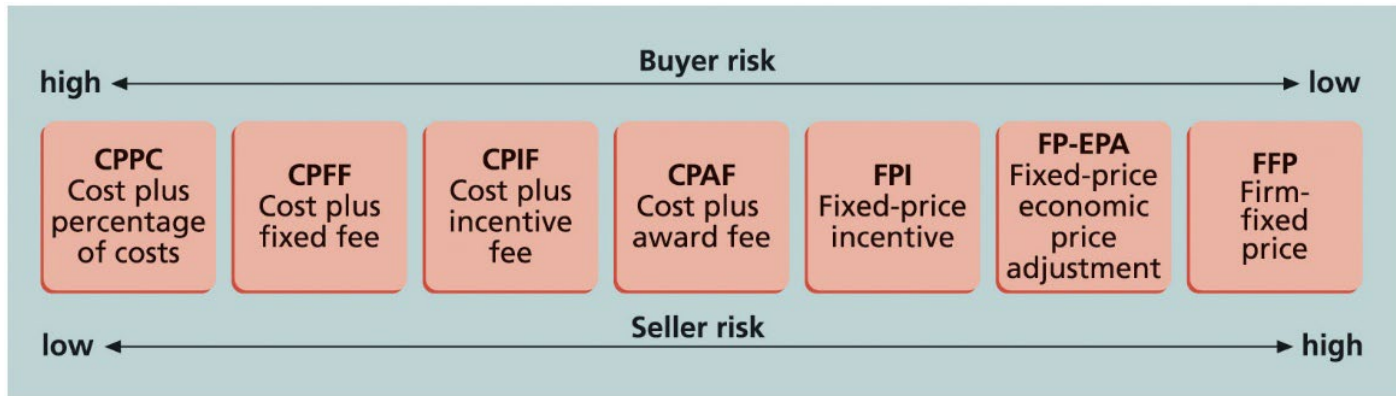 Buyer risk
high
low
CPPC
Cost plus
percentage
of costs
CPFF
Cost plus
fixed fee
CPIF
Cost plus
incentive
fee
CPAF
Cost plus
award fee
FPI
Fixed-price
incentive
FP-EPA
Fixed-price
economic
price
adjustment
FFP
Firm-
fixed
price
Seller risk
low
high